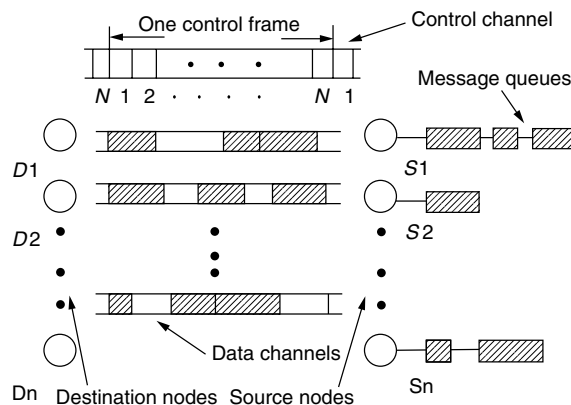 One control frame
Control channel
N 1 2 . . . . N 1
Message queues
D1
S1
D2
S2
Data channels
Dn
Destination nodes
Source nodes
Sn